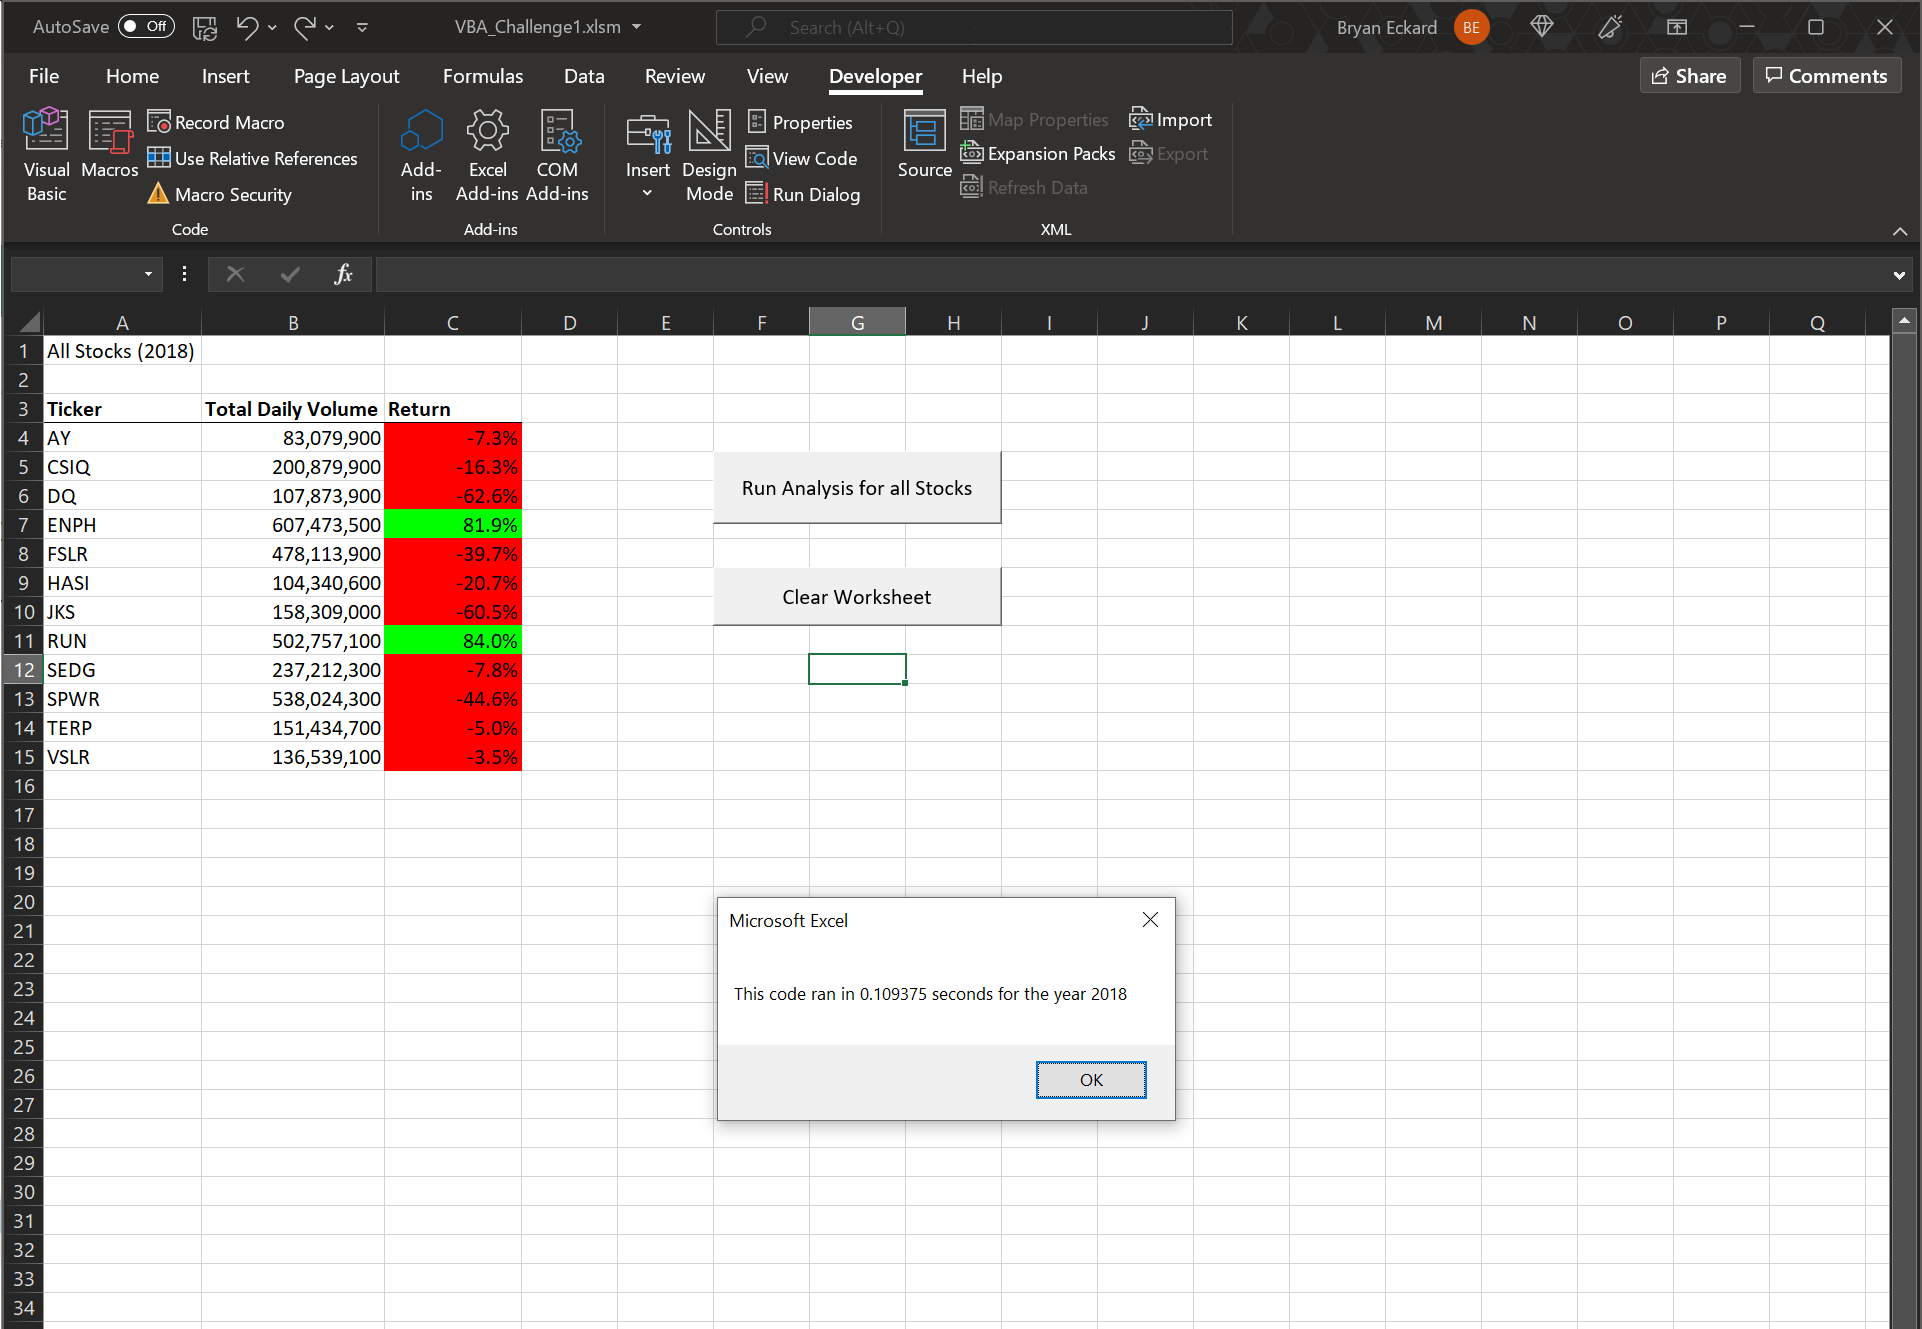 AutoSave Off VBA_Challenge1.xlsm Search (Alt+Q) Bryan Eckard BE
File Home Insert Page Layout Formulas Data Review View Developer Help Share Comments
Visual Basic
Macros
Record Macro
Use Relative References
Macro Security
Code
Add-ins
Excel Add-ins
COM Add-ins
Add-ins
Insert
Design Mode
Properties
View Code
Run Dialog
Controls
Source
Map Properties
Expansion Packs
Refresh Data
Import
Export
XML
fx
A B C D E F G H I J K L M N O P Q
1 All Stocks (2018)
2
3 Ticker Total Daily Volume Return
4 AY 83,079,900 -7.3%
5 CSIQ 200,879,900 -16.3%
6 DQ 107,873,900 -62.6%
7 ENPH 607,473,500 81.9%
8 FSLR 478,113,900 -39.7%
9 HASI 104,340,600 -20.7%
10 JKS 158,309,000 -60.5%
11 RUN 502,757,100 84.0%
12 SEDG 237,212,300 -7.8%
13 SPWR 538,024,300 -44.6%
14 TERP 151,434,700 -5.0%
15 VSLR 136,539,100 -3.5%
16
17
18
19
20
21
22
23
24
25
26
27
28
29
30
31
32
33
34
Run Analysis for all Stocks
Clear Worksheet
Microsoft Excel
This code ran in 0.109375 seconds for the year 2018
OK